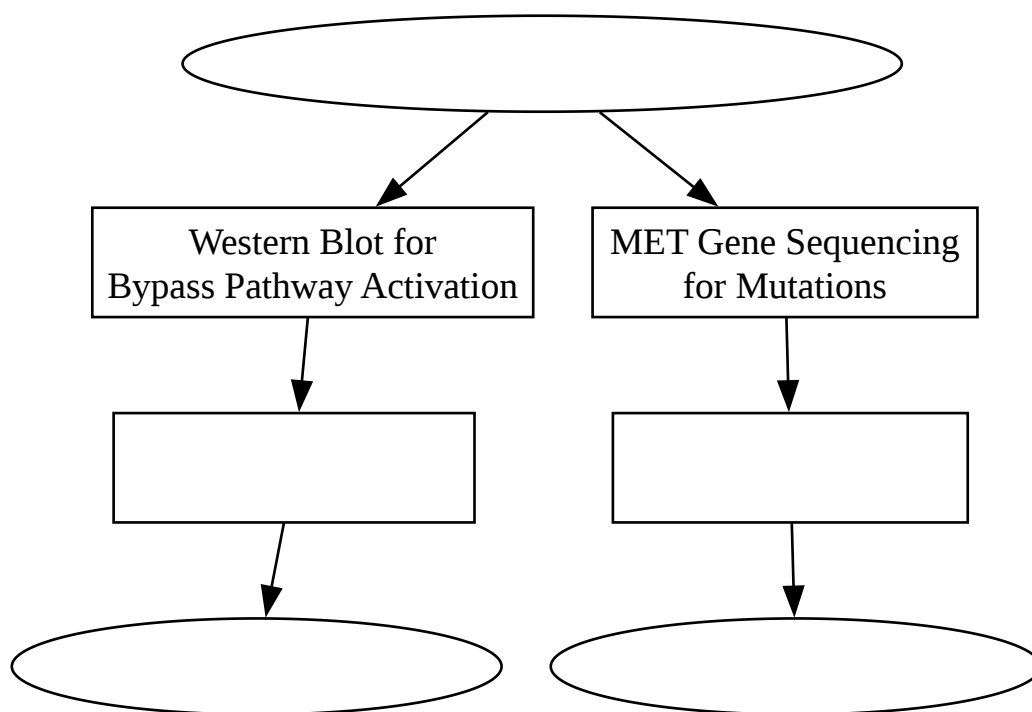 Western Blot for
Bypass Pathway Activation
MET Gene Sequencing
for Mutations